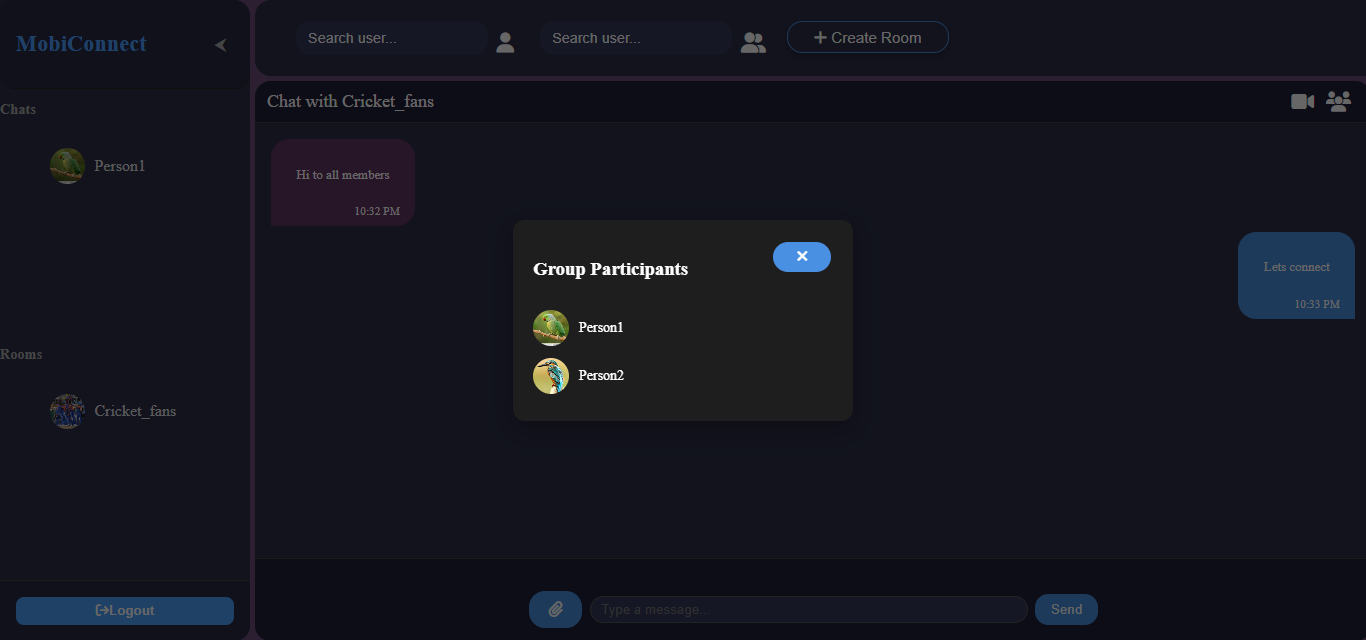 MobiConnect
Search user...
Search user...
Create Room
Chats
Person1
Rooms
Cricket_fans
Logout
Chat with Cricket_fans
Hi to all members
10:32 PM
Lets connect
10:33 PM
Group Participants
Person1
Person2
Type a message...
Send